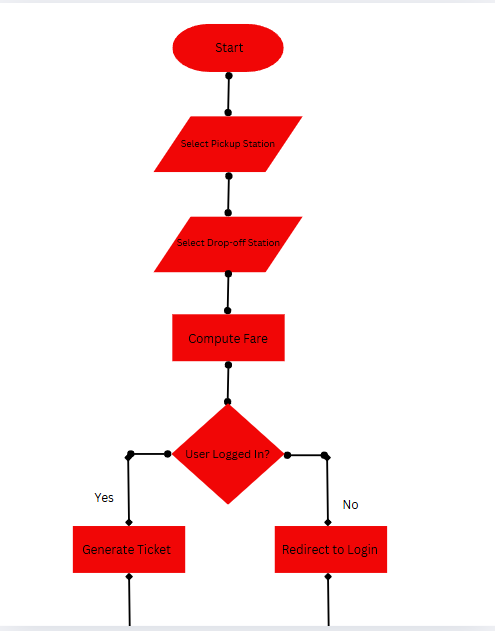 Start
Select Pickup Station
Select Drop-off Station
Compute Fare
User Logged In?
Yes
No
Generate Ticket
Redirect to Login